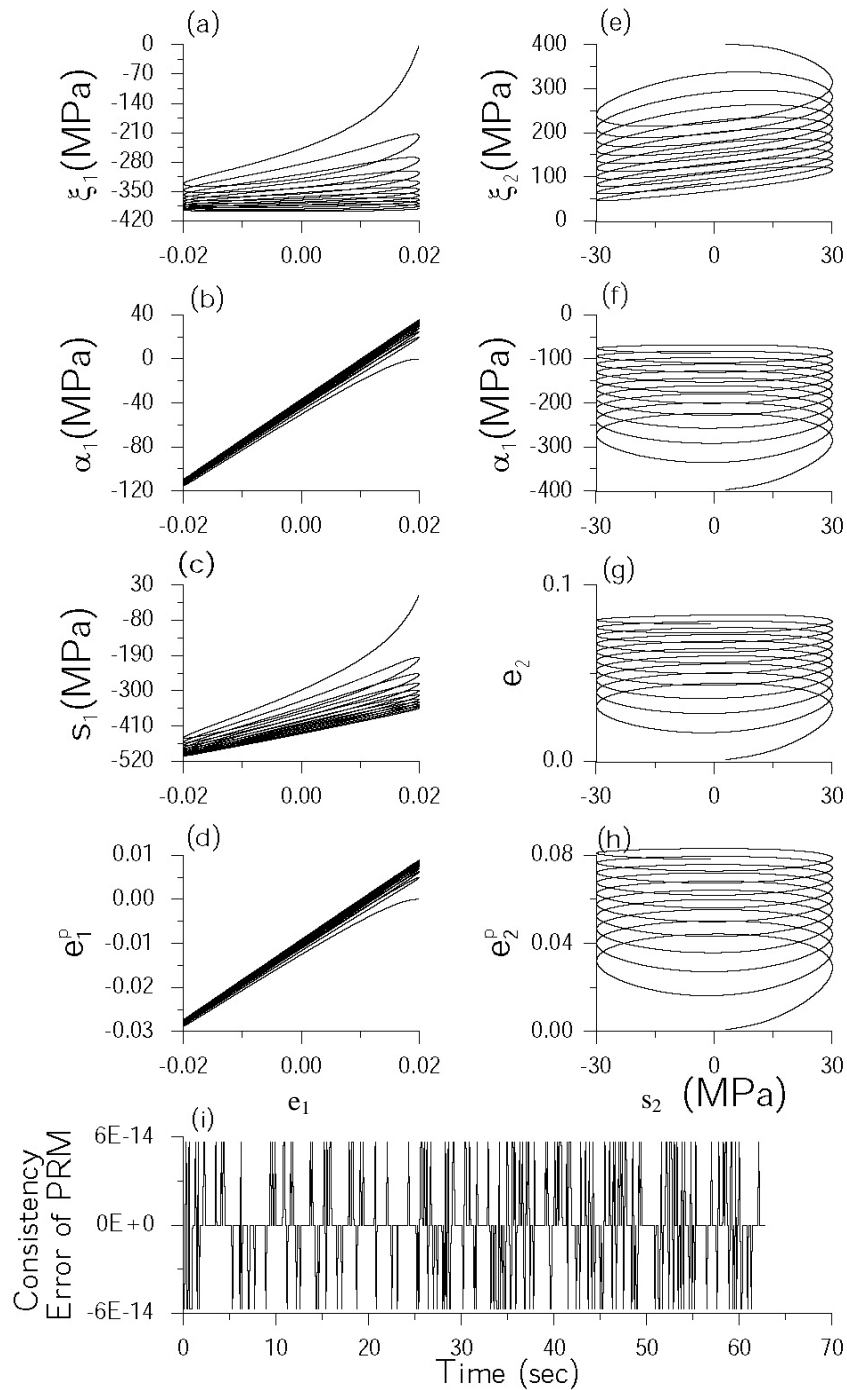 (a)
ξ₁(MPa)
0
-70
-140
-210
-280
-350
-420
-0.02 0.00 0.02
(e)
ξ₂(MPa)
400
300
200
100
0
-30 0 30
(b)
α₁(MPa)
40
0
-40
-80
-120
-0.02 0.00 0.02
(f)
α₁(MPa)
0
-100
-200
-300
-400
-30 0 30
(c)
s₁(MPa)
30
-80
-190
-300
-410
-520
-0.02 0.00 0.02
(g)
e₂
0.1
0.0
-30 0 30
(d)
e₁ᵖ
0.01
0.00
-0.01
-0.02
-0.03
-0.02 0.00 0.02
e₁
(h)
e₂ᵖ
0.08
0.04
0.00
-30 0 30
s₂ (MPa)
(i)
Consistency
Error of PRM
6E-14
0E+0
-6E-14
0 10 20 30 40 50 60 70
Time (sec)